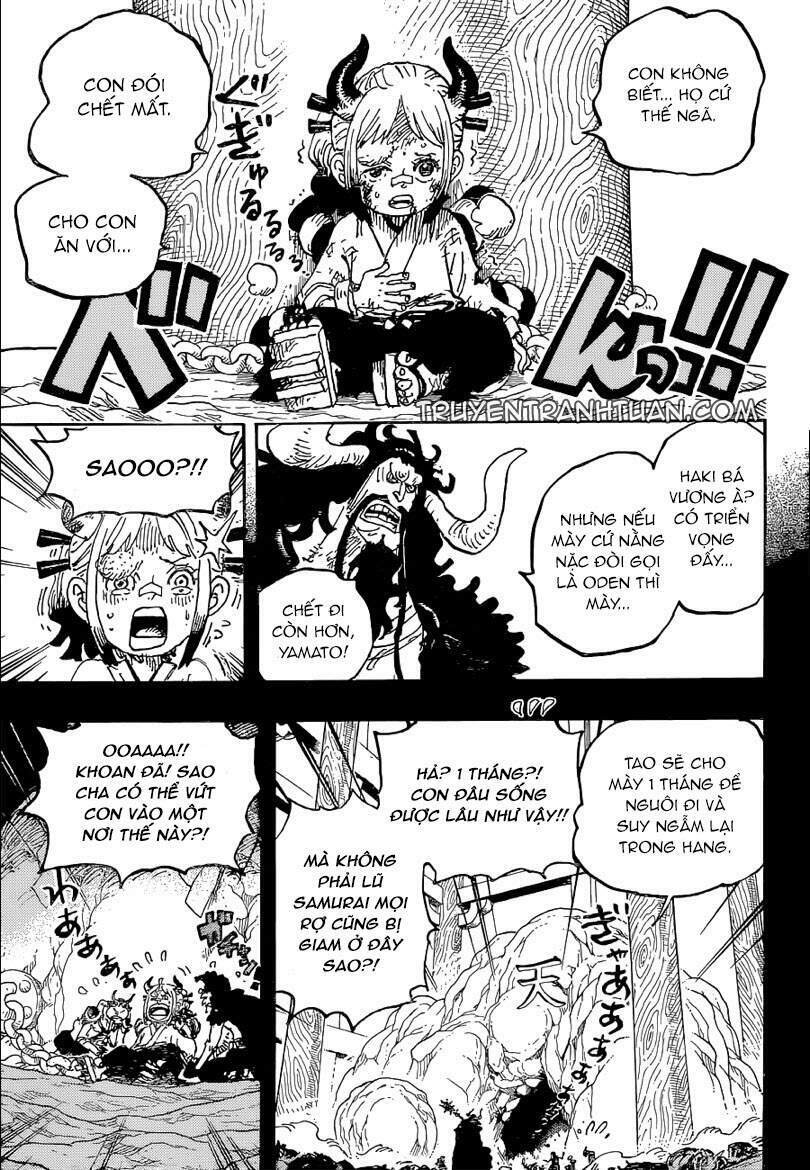 CON KHÔNG
BIẾT... HỌ CỨ
THẾ NGÃ.
CON ĐÓI
CHẾT MẤT.
CHO CON
ĂN VỚI...
ぐぎゅるるるる
ズ
ん
!!
TRUYENTRANHTUAN.COM
HAKI BÁ
VƯƠNG À?
CÓ TRIỂN
VỌNG
ĐẤY...
NHƯNG NẾU
MÀY CỨ NẰNG
NẶC ĐÒI GỌI
LÀ ODEN THÌ
MÀY...
CHẾT ĐI
CÒN HƠN,
YAMATO!
SAOOO?!!
TAO SẼ CHO
MÀY 1 THÁNG ĐỂ
NGUÔI ĐI VÀ
SUY NGẪM LẠI
TRONG HANG.
HẢ? 1 THÁNG?!
CON ĐÂU SỐNG
ĐƯỢC LÂU NHƯ VẬY!!
MÀ KHÔNG
PHẢI LŨ
SAMURAI MỌI
RỢ CŨNG BỊ
GIAM Ở ĐÂY
SAO?!
天
ぎゃあああああ
OOAAAA!!
KHOAN ĐÃ! SAO
CHA CÓ THỂ VỨT
CON VÀO MỘT
NƠI THẾ NÀY?!
わああああ